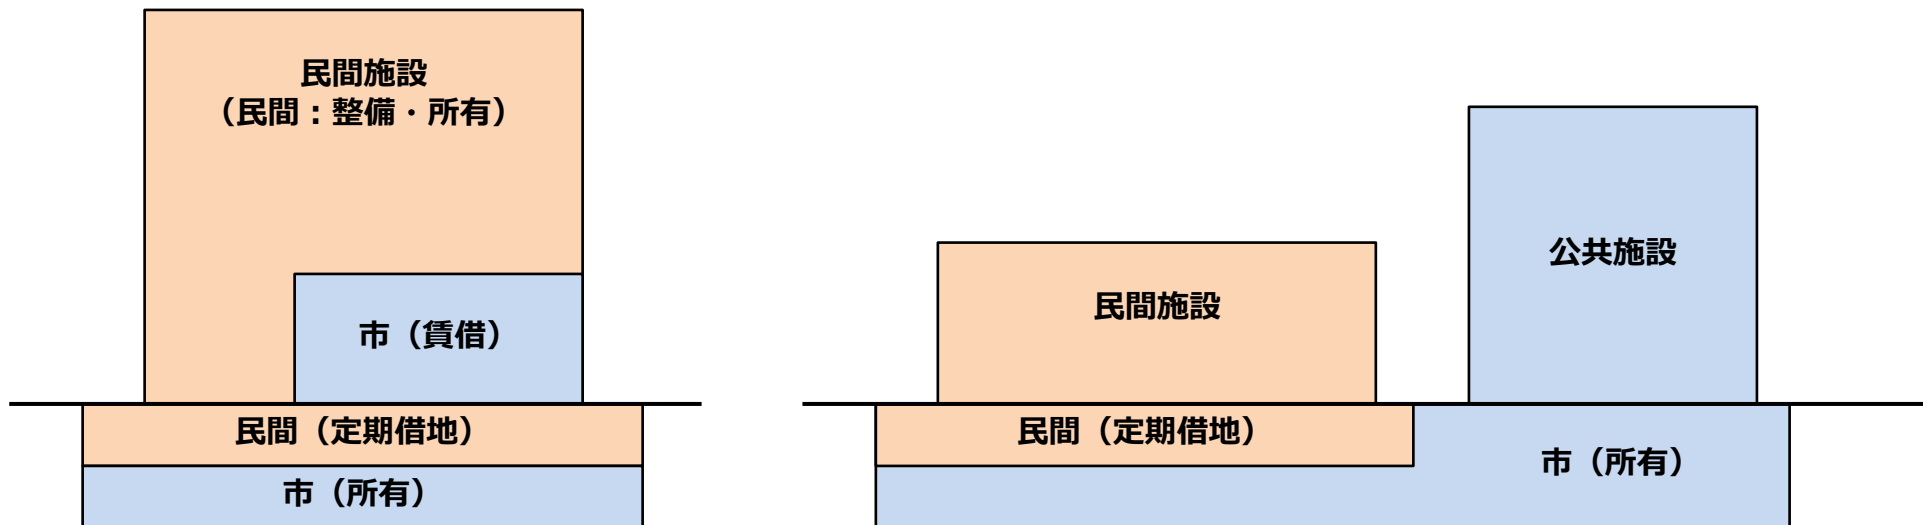 民間施設
（民間：整備・所有）
市（賃借）
民間（定期借地）
市（所有）
公共施設
民間施設
民間（定期借地）
市（所有）